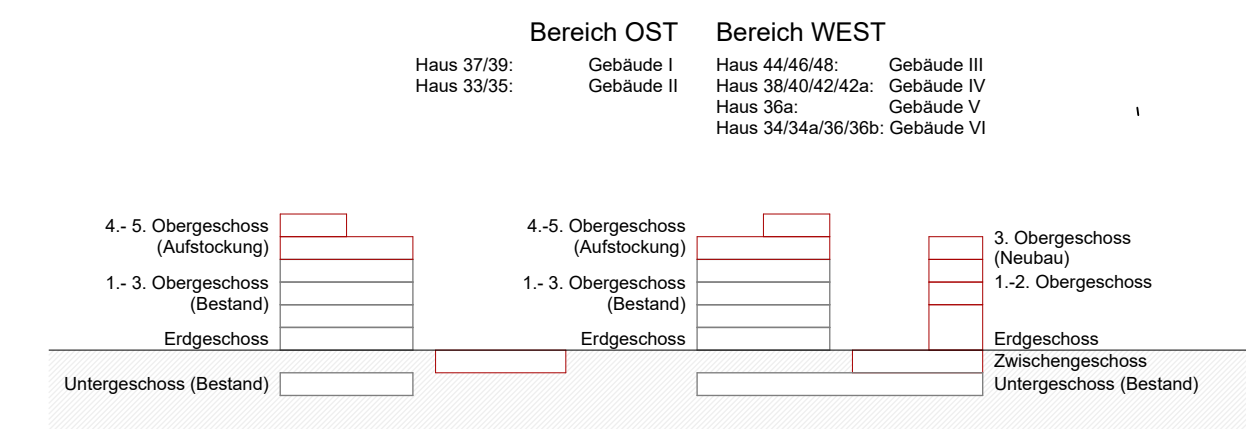 Bereich OST
Haus 37/39: Gebäude I
Haus 33/35: Gebäude II
Bereich WEST
Haus 44/46/48: Gebäude III
Haus 38/40/42/42a: Gebäude IV
Haus 36a: Gebäude V
Haus 34/34a/36/36b: Gebäude VI
4.- 5. Obergeschoss
(Aufstockung)
1.- 3. Obergeschoss
(Bestand)
Erdgeschoss
Untergeschoss (Bestand)
4.-5. Obergeschoss
(Aufstockung)
1.- 3. Obergeschoss
(Bestand)
Erdgeschoss
3. Obergeschoss
(Neubau)
1.-2. Obergeschoss
Erdgeschoss
Zwischengeschoss
Untergeschoss (Bestand)